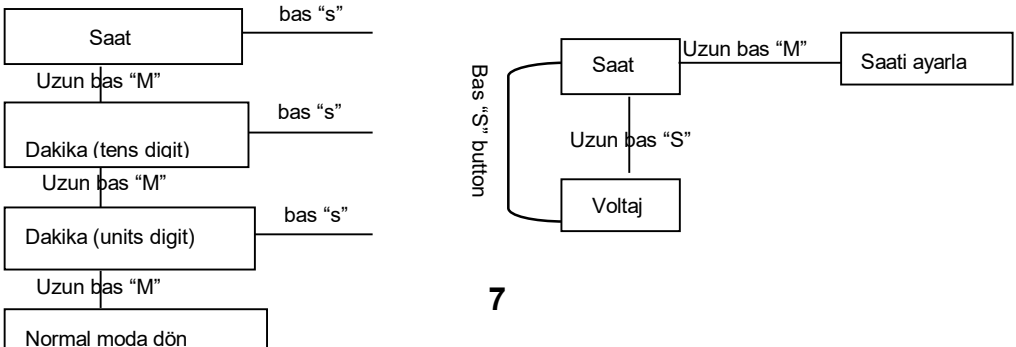 bas “s”
Saat
Uzun bas “M”
bas “s”
Dakika (tens digit)
Uzun bas “M”
bas “s”
Dakika (units digit)
Uzun bas “M”
Normal moda dön
Bas “S” button
Saat
Uzun bas “M”
Saati ayarla
Uzun bas “S”
Voltaj
7